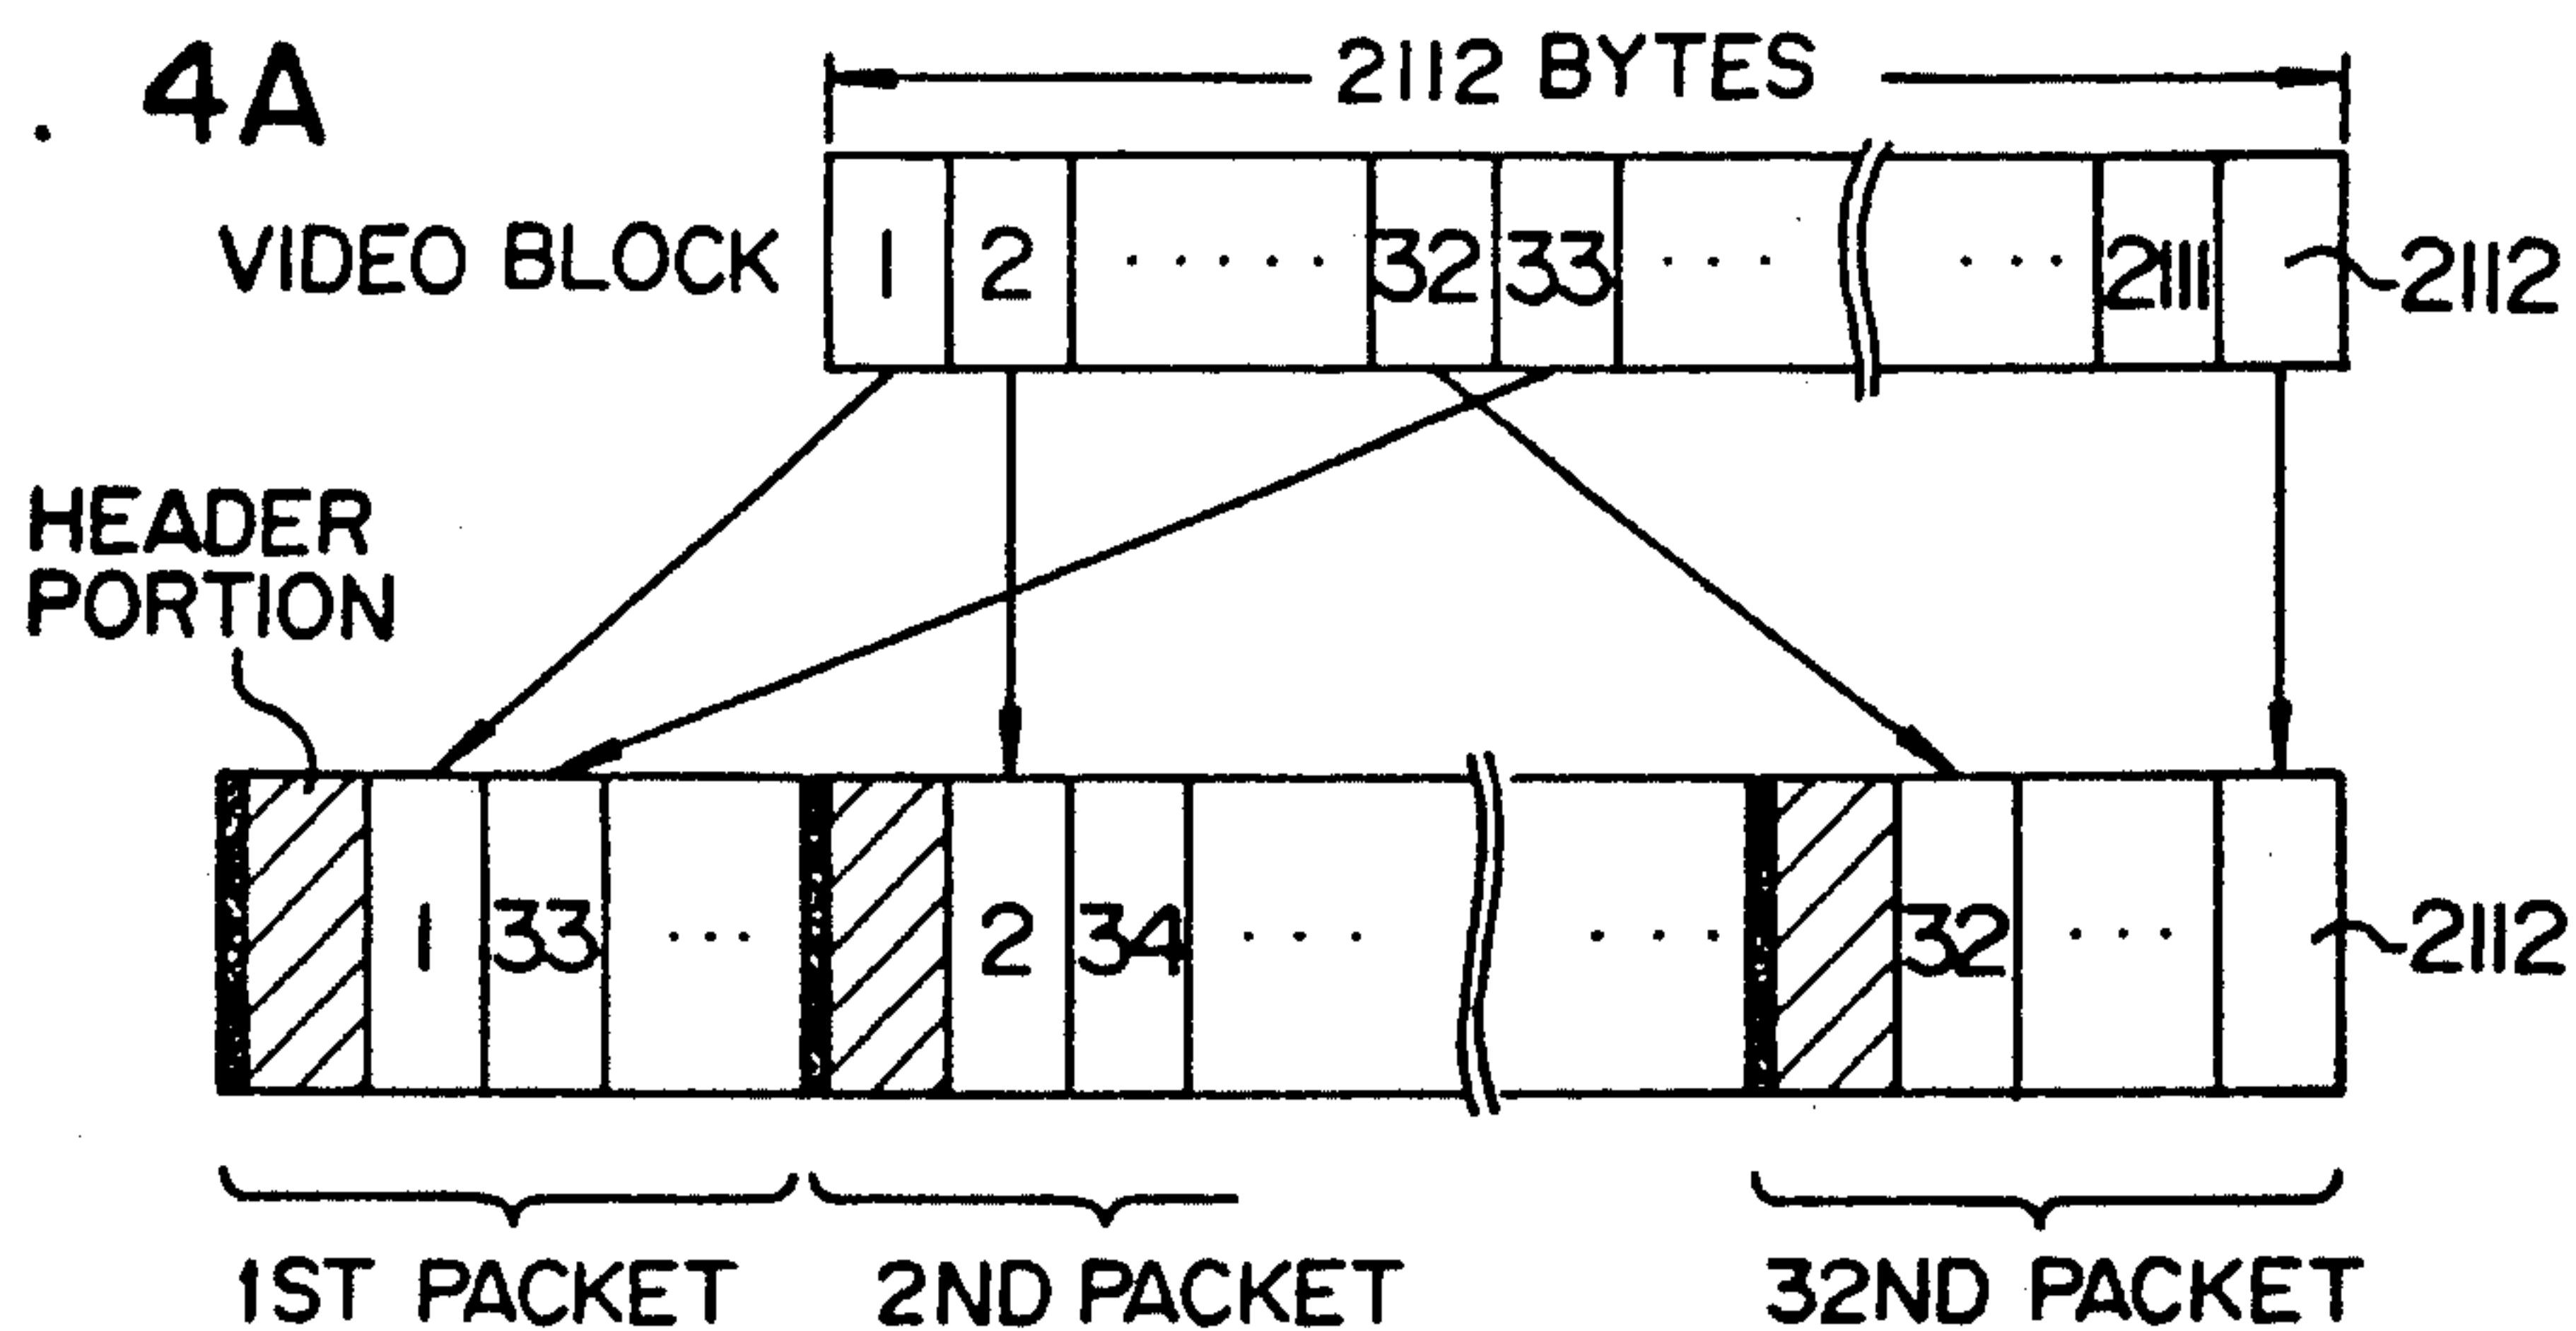 . 4A
2112 BYTES
VIDEO BLOCK 1 2 ..... 32 33 ... ... 2111 2112
HEADER
PORTION
1 33 ... 2 34 ... ... 32 ... 2112
1ST PACKET 2ND PACKET 32ND PACKET